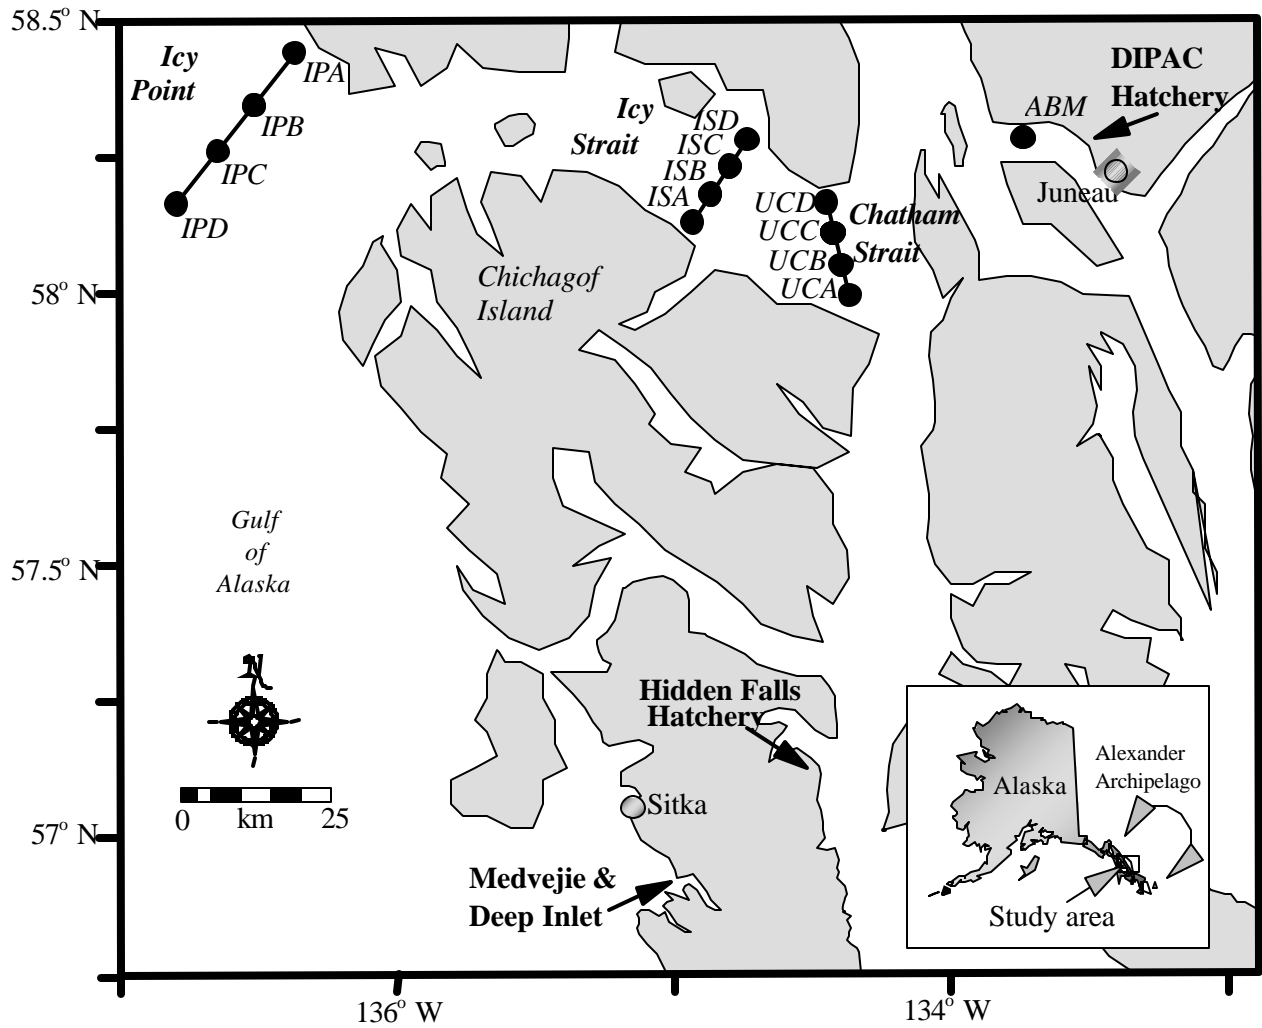 58.5° N
Icy
Point
IPA
IPB
IPC
IPD
Icy
Strait
ISD
ISC
ISB
ISA
DIPAC
Hatchery
ABM
Juneau
UCD
UCC
UCB
UCA
Chatham
Strait
Chichagof
Island
58° N
Gulf
of
Alaska
57.5° N
N
0 km 25
57° N
Hidden Falls
Hatchery
Sitka
Medvejie &
Deep Inlet
Alaska
Alexander
Archipelago
Study area
136° W
134° W